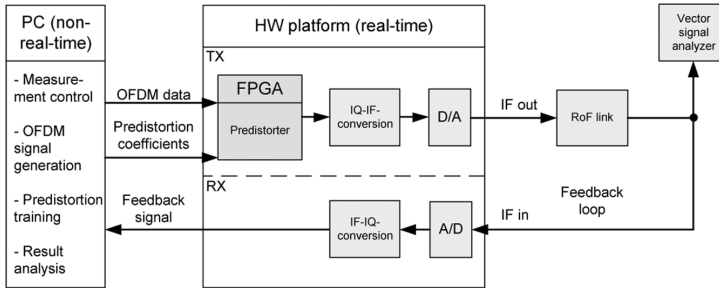 PC (non-
real-time)
- Measure-
ment control
- OFDM
signal
generation
- Predistortion
training
- Result
analysis
OFDM data
Predistortion
coefficients
Feedback
signal
HW platform (real-time)
TX
FPGA
Predistorter
IQ-IF-
conversion
D/A
RX
IF-IQ-
conversion
A/D
IF out
RoF link
Vector
signal
analyzer
Feedback
loop
IF in